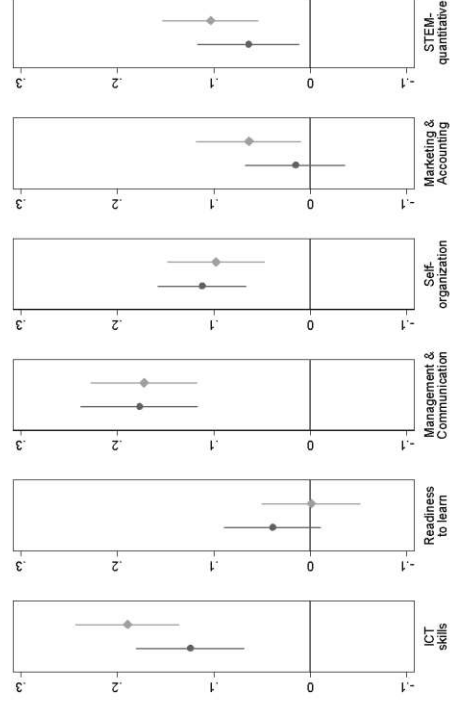 .3
.2
.1
0
-.1
ICT
skills
.3
.2
.1
0
-.1
Readiness
to learn
.3
.2
.1
0
-.1
Management &
Communication
.3
.2
.1
0
-.1
Self-
organization
.3
.2
.1
0
-.1
Marketing &
Accounting
.3
.2
.1
0
-.1
STEM-
quantitative